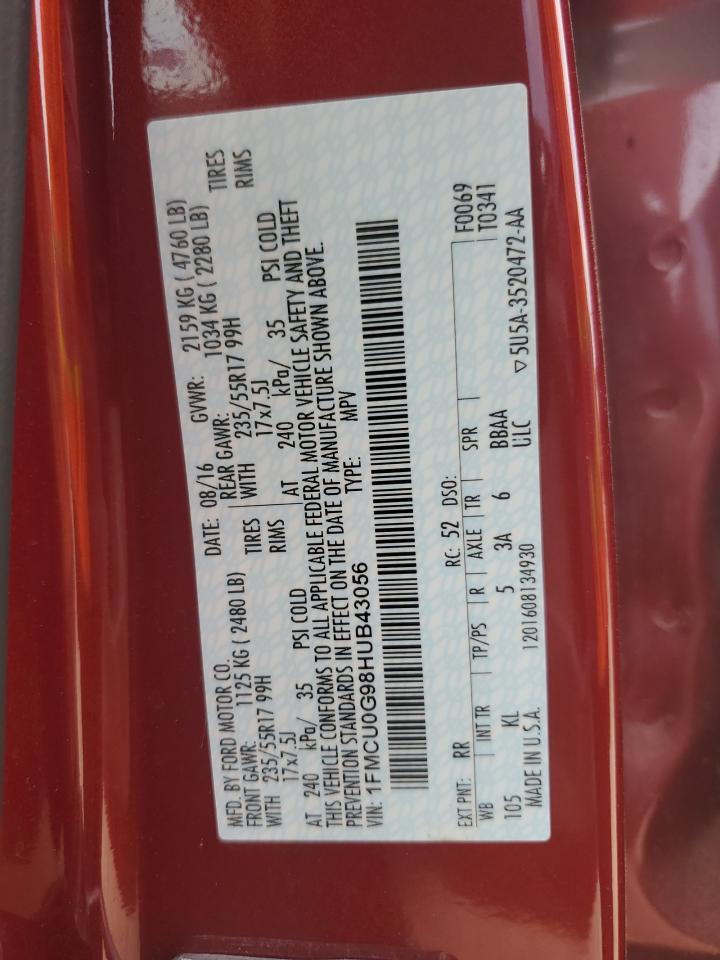 MFD. BY FORD MOTOR CO. DATE: 08/16 GVWR: 2159 KG ( 4760 LB)
FRONT GAWR: 1125 KG ( 2480 LB) REAR GAWR: 1034 KG ( 2280 LB)
WITH 235/55R17 99H TIRES WITH 235/55R17 99H TIRES
17x7.5J RIMS 17x7.5J RIMS
AT 240 kPa/ 35 PSI COLD AT 240 kPa/ 35 PSI COLD
THIS VEHICLE CONFORMS TO ALL APPLICABLE FEDERAL MOTOR VEHICLE SAFETY AND THEFT
PREVENTION STANDARDS IN EFFECT ON THE DATE OF MANUFACTURE SHOWN ABOVE.
VIN: 1FMCU0G98HUB43056 TYPE: MPV
EXT PNT: RR RC: 52 DSO: F0069
WB INT TR TP/PS R AXLE TR SPR T0341
105 KL 5 3A 6 BBAA
MADE IN U.S.A. 1201608134930 ULC ▽5U5A-3520472-AA